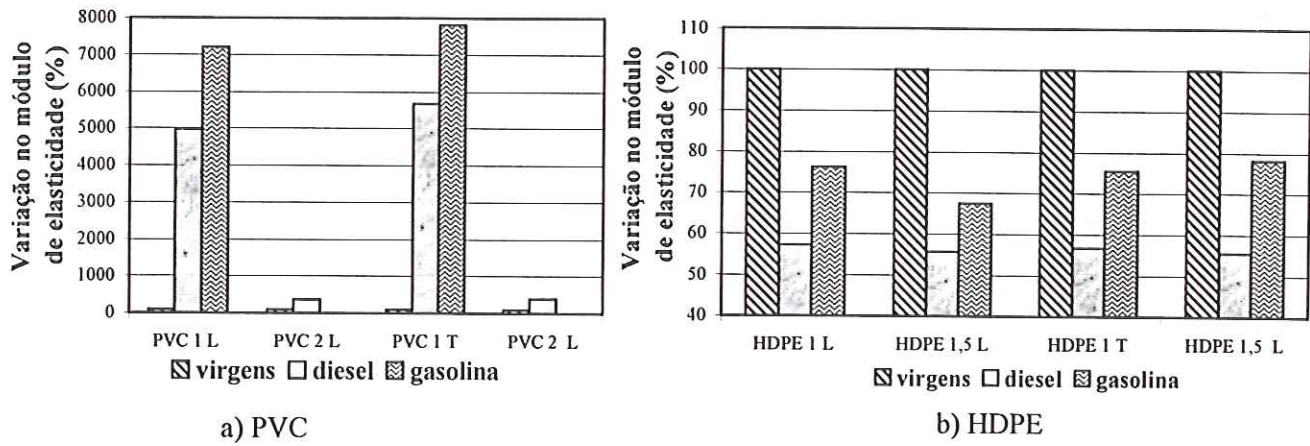 Variação no módulo
de elasticidade (%)
8000
7000
6000
5000
4000
3000
2000
1000
0
PVC 1 L
PVC 2 L
PVC 1 T
PVC 2 L
virgens
diesel
gasolina
a) PVC
Variação no módulo
de elasticidade (%)
110
100
90
80
70
60
50
40
HDPE 1 L
HDPE 1,5 L
HDPE 1 T
HDPE 1,5 L
virgens
diesel
gasolina
b) HDPE